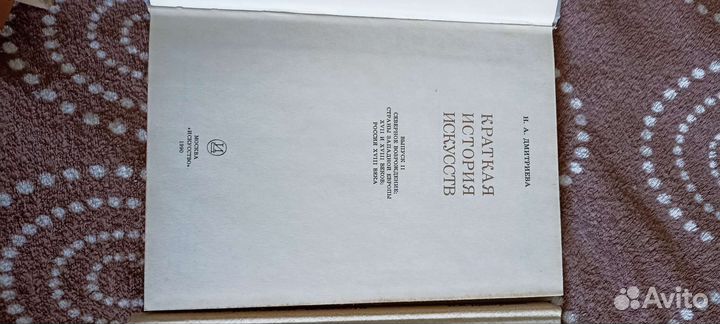 Н. А. ДМИТРИЕВА
КРАТКАЯ
ИСТОРИЯ
ИСКУССТВ
ВЫПУСК II
СЕВЕРНОЕ ВОЗРОЖДЕНИЕ;
СТРАНЫ ЗАПАДНОЙ ЕВРОПЫ
XVII И XVIII ВЕКОВ;
РОССИЯ XVIII ВЕКА
МОСКВА
«ИСКУССТВО»
1990
Avito